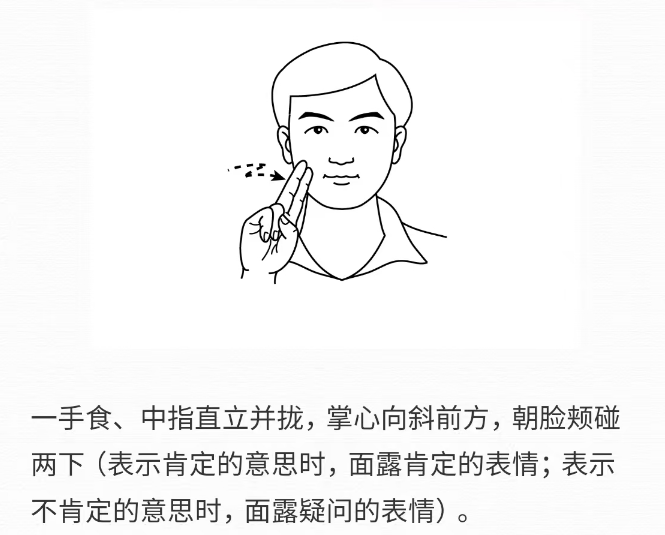 一手食、中指直立并拢，掌心向斜前方，朝脸颊碰
两下（表示肯定的意思时，面露肯定的表情；表示
不肯定的意思时，面露疑问的表情）。